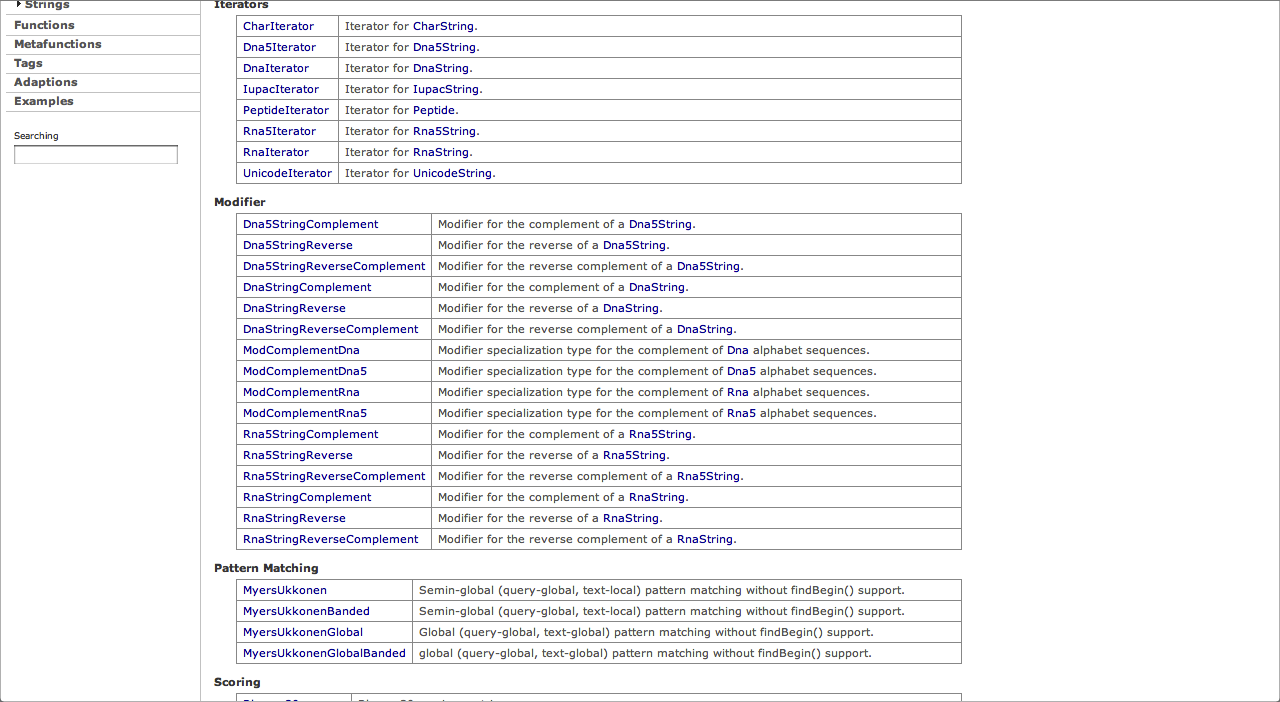 Strings
Functions
Metafunctions
Tags
Adaptions
Examples
Searching
Iterators
CharIterator Iterator for CharString.
Dna5Iterator Iterator for Dna5String.
DnaIterator Iterator for DnaString.
IupacIterator Iterator for IupacString.
PeptideIterator Iterator for Peptide.
Rna5Iterator Iterator for Rna5String.
RnaIterator Iterator for RnaString.
UnicodeIterator Iterator for UnicodeString.
Modifier
Dna5StringComplement Modifier for the complement of a Dna5String.
Dna5StringReverse Modifier for the reverse of a Dna5String.
Dna5StringReverseComplement Modifier for the reverse complement of a Dna5String.
DnaStringComplement Modifier for the complement of a DnaString.
DnaStringReverse Modifier for the reverse of a DnaString.
DnaStringReverseComplement Modifier for the reverse complement of a DnaString.
ModComplementDna Modifier specialization type for the complement of Dna alphabet sequences.
ModComplementDna5 Modifier specialization type for the complement of Dna5 alphabet sequences.
ModComplementRna Modifier specialization type for the complement of Rna alphabet sequences.
ModComplementRna5 Modifier specialization type for the complement of Rna5 alphabet sequences.
Rna5StringComplement Modifier for the complement of a Rna5String.
Rna5StringReverse Modifier for the reverse of a Rna5String.
Rna5StringReverseComplement Modifier for the reverse complement of a Rna5String.
RnaStringComplement Modifier for the complement of a RnaString.
RnaStringReverse Modifier for the reverse of a RnaString.
RnaStringReverseComplement Modifier for the reverse complement of a RnaString.
Pattern Matching
MyersUkkonen Semin-global (query-global, text-local) pattern matching without findBegin() support.
MyersUkkonenBanded Semin-global (query-global, text-local) pattern matching without findBegin() support.
MyersUkkonenGlobal Global (query-global, text-global) pattern matching without findBegin() support.
MyersUkkonenGlobalBanded global (query-global, text-global) pattern matching without findBegin() support.
Scoring